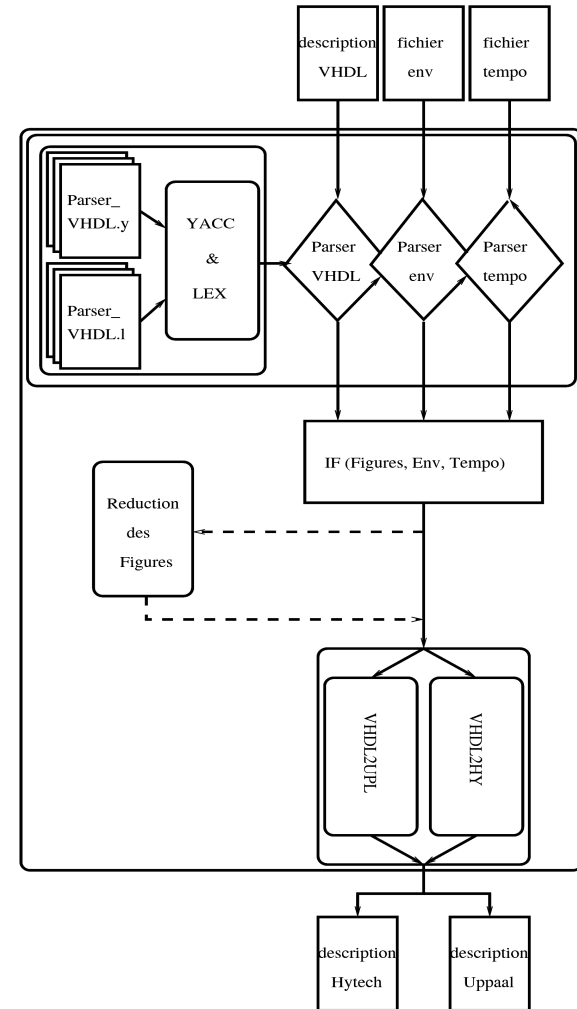 description
VHDL
fichier
env
fichier
tempo
Parser_
VHDL.y
YACC
&
LEX
Parser_
VHDL.l
Parser
VHDL
Parser
env
Parser
tempo
IF (Figures, Env, Tempo)
Reduction
des
Figures
VHDL2UPL
VHDL2HY
description
Hytech
description
Uppaal